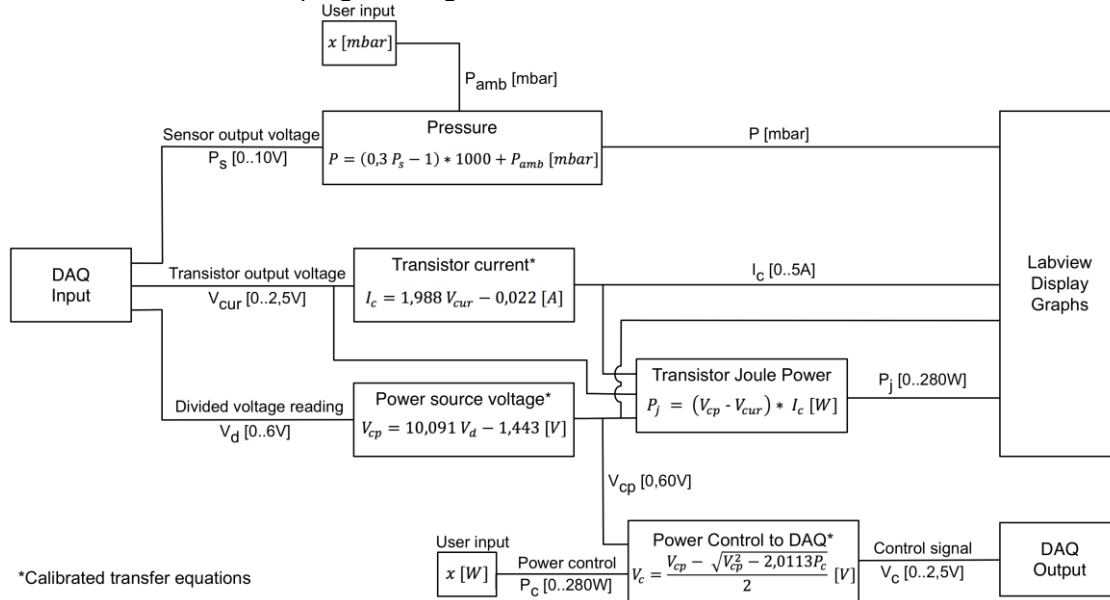 User input
x [mbar]
P_amb [mbar]
Sensor output voltage
P_s [0..10V]
Pressure
P = (0,3 P_s − 1) * 1000 + P_amb [mbar]
P [mbar]
DAQ
Input
Transistor output voltage
V_cur [0..2,5V]
Transistor current*
I_c = 1,988 V_cur − 0,022 [A]
I_c [0..5A]
Labview
Display
Graphs
Divided voltage reading
V_d [0..6V]
Power source voltage*
V_cp = 10,091 V_d − 1,443 [V]
Transistor Joule Power
P_j = (V_cp - V_cur) * I_c [W]
P_j [0..280W]
V_cp [0,60V]
User input
x [W]
Power control
P_c [0..280W]
Power Control to DAQ*
V_c = (V_cp − √(V_cp^2 − 2,0113P_c)) / 2 [V]
Control signal
V_c [0..2,5V]
DAQ
Output
*Calibrated transfer equations